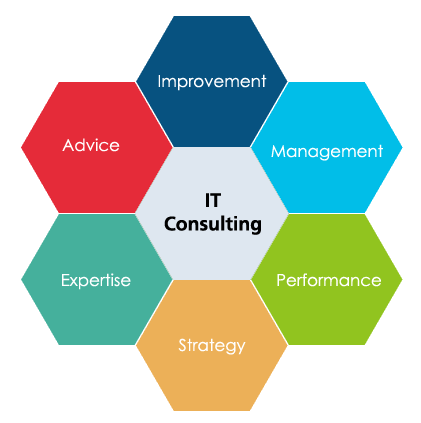 Improvement
Advice
Management
IT
Consulting
Expertise
Performance
Strategy